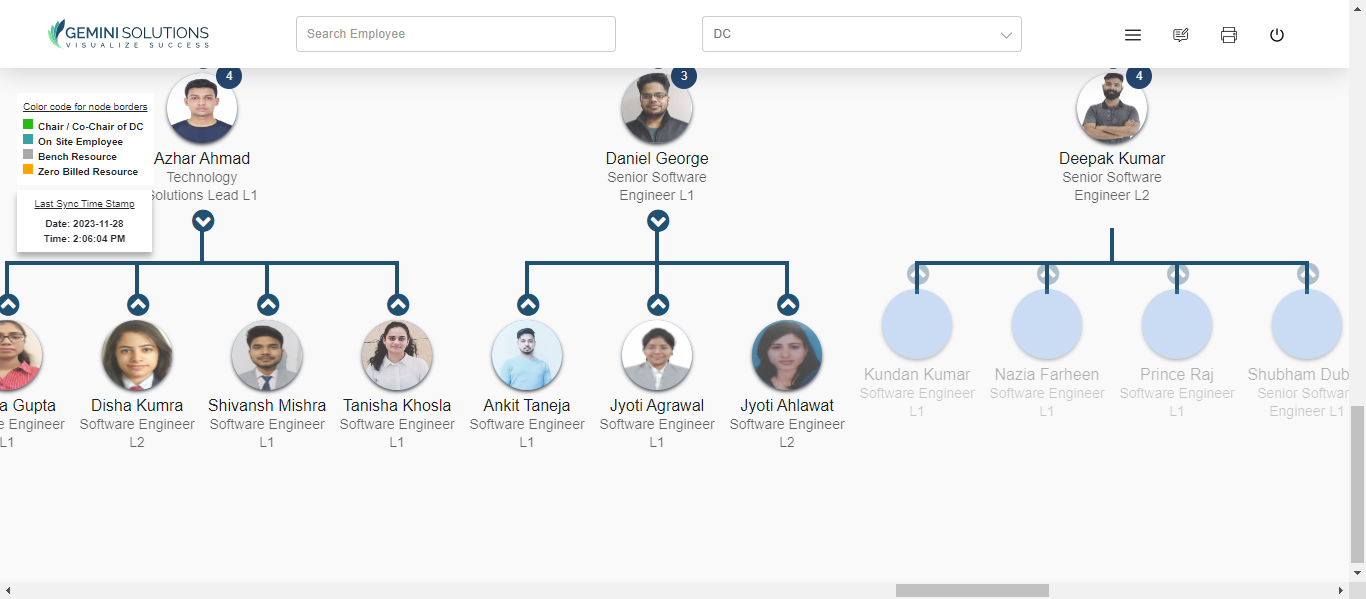 GEMINI SOLUTIONS
VISUALIZE SUCCESS
Search Employee
DC
4
3
4
Color code for node borders
Chair / Co-Chair of DC
On Site Employee
Bench Resource
Zero Billed Resource
Last Sync Time Stamp
Date: 2023-11-28
Time: 2:06:04 PM
Azhar Ahmad
Technology
Solutions Lead L1
Daniel George
Senior Software
Engineer L1
Deepak Kumar
Senior Software
Engineer L2
a Gupta
e Engineer
L1
Disha Kumra
Software Engineer
L2
Shivansh Mishra
Software Engineer
L1
Tanisha Khosla
Software Engineer
L1
Ankit Taneja
Software Engineer
L1
Jyoti Agrawal
Software Engineer
L1
Jyoti Ahlawat
Software Engineer
L2
Kundan Kumar
Software Engineer
L1
Nazia Farheen
Software Engineer
L1
Prince Raj
Software Engineer
L1
Shubham Dub
Senior Softwar
Engineer L1